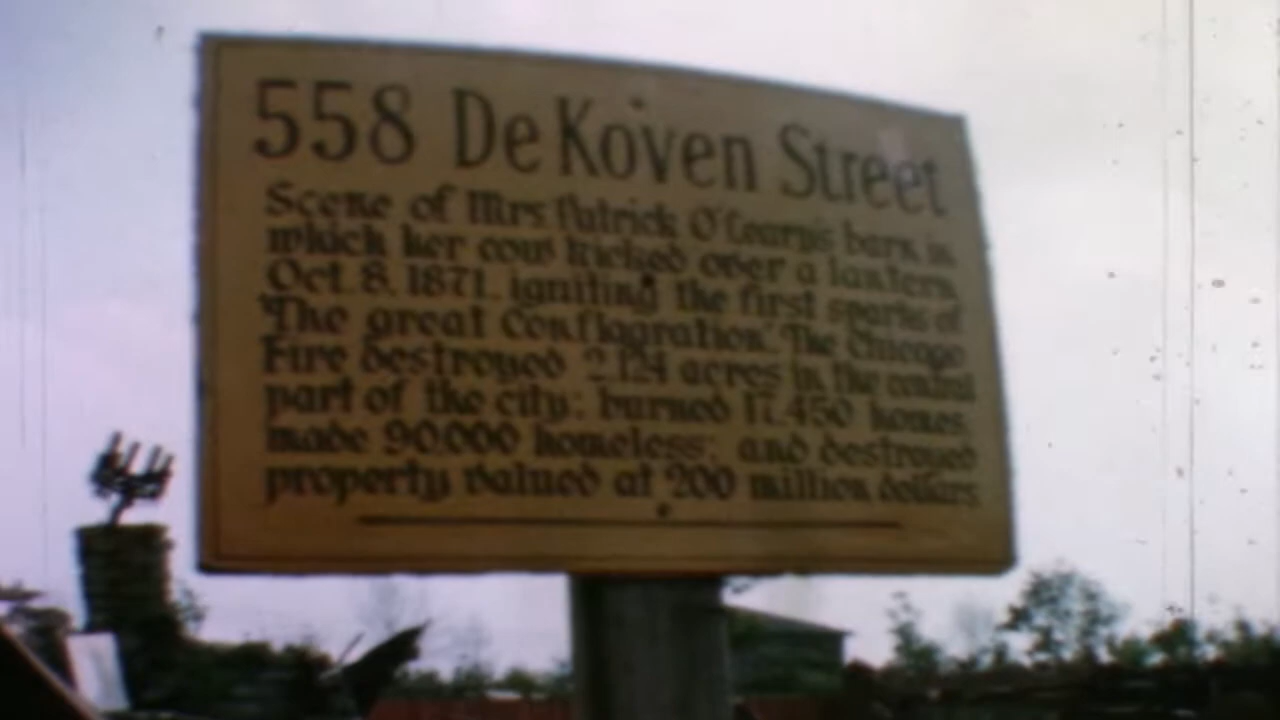 558 DeKoven Street
Scene of Mrs. Patrick O'Leary's barn, in
which her cow kicked over a lantern,
Oct. 8, 1871, igniting the first sparks of
"The great Conflagration." The Chicago
Fire destroyed 2,124 acres in the central
part of the city; burned 17,450 homes;
made 90,000 homeless; and destroyed
property valued at 200 million dollars.